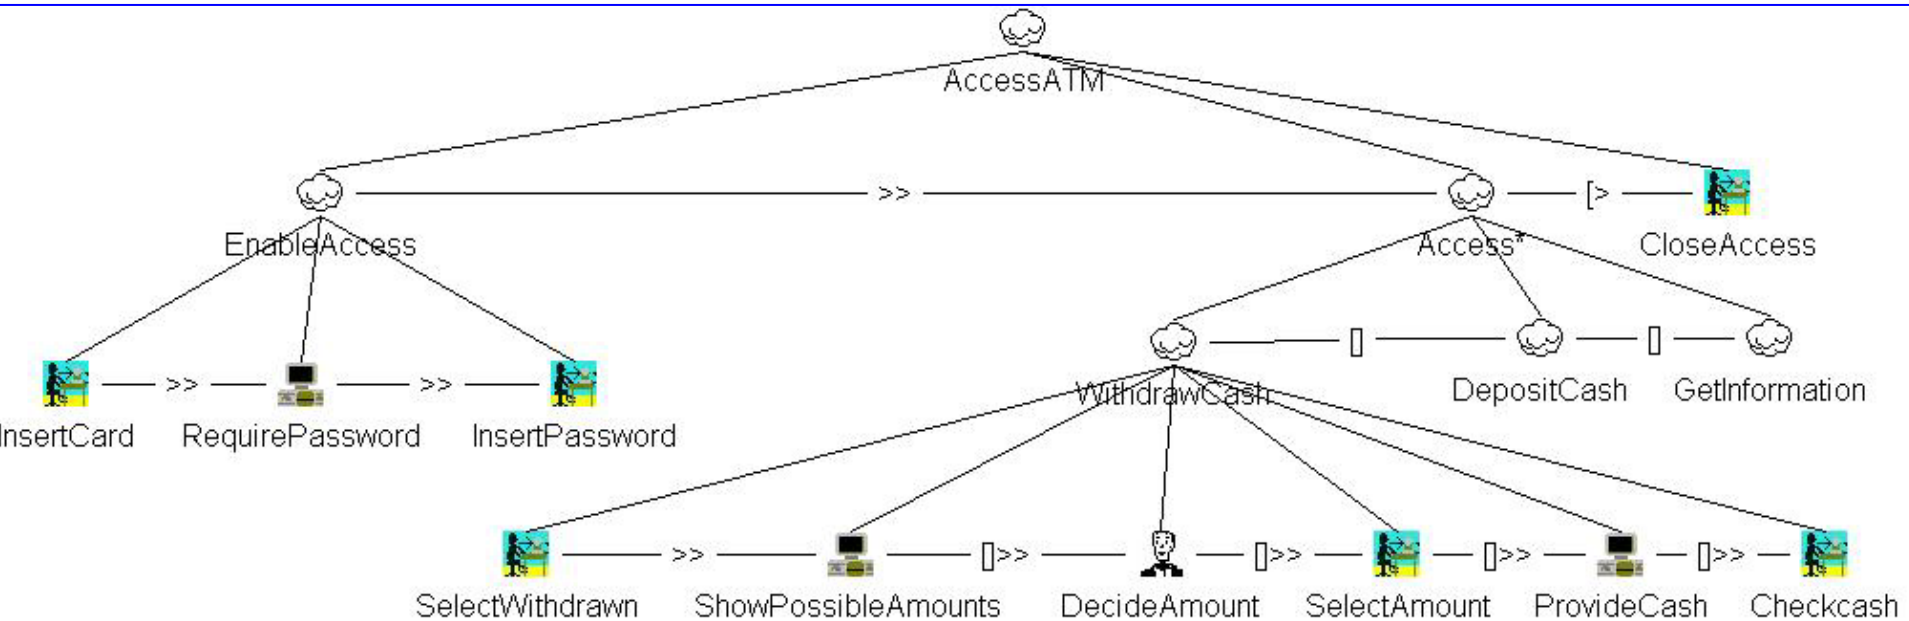 AccessATM
>> [>
EnableAccess Access* CloseAccess
[] []
>> >>
WithdrawCash DepositCash GetInformation
InsertCard RequirePassword InsertPassword
>> []>> []>> []>> []>>
SelectWithdrawn ShowPossibleAmounts DecideAmount SelectAmount ProvideCash Checkcash